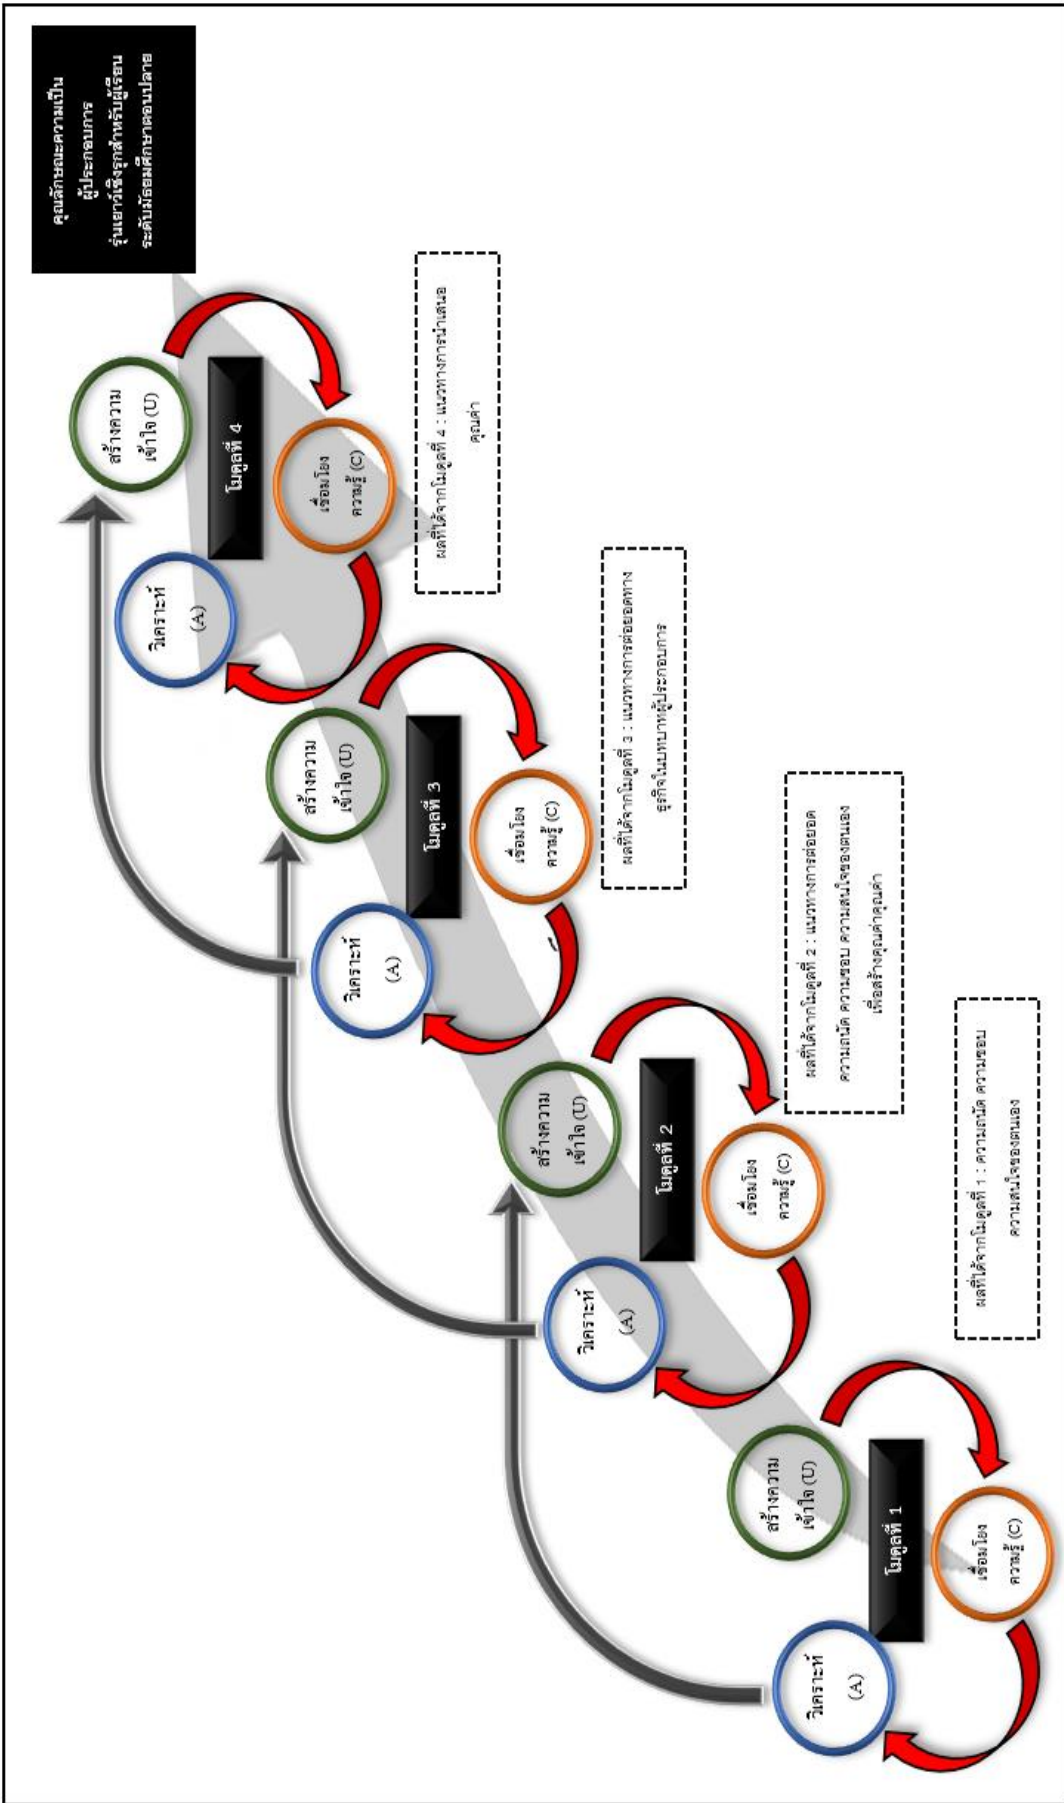 คุณลักษณะความเป็น
ผู้ประกอบการ
รุ่นเยาว์เชิงรุกสำหรับผู้เรียน
ระดับมัธยมศึกษาตอนปลาย
สร้างความ
เข้าใจ (U)
โมดูลที่ 4
เชื่อมโยง
ความรู้ (C)
วิเคราะห์
(A)
ผลที่ได้จากโมดูลที่ 4 : แนวทางการนำเสนอ
คุณค่า
สร้างความ
เข้าใจ (U)
โมดูลที่ 3
เชื่อมโยง
ความรู้ (C)
วิเคราะห์
(A)
ผลที่ได้จากโมดูลที่ 3 : แนวทางการต่อยอดทาง
ธุรกิจในบทบาทผู้ประกอบการ
สร้างความ
เข้าใจ (U)
โมดูลที่ 2
เชื่อมโยง
ความรู้ (C)
วิเคราะห์
(A)
ผลที่ได้จากโมดูลที่ 2 : แนวทางการต่อยอด
ความถนัด ความชอบ ความสนใจของตนเอง
เพื่อสร้างคุณค่าคุณค่า
สร้างความ
เข้าใจ (U)
โมดูลที่ 1
เชื่อมโยง
ความรู้ (C)
วิเคราะห์
(A)
ผลที่ได้จากโมดูลที่ 1 : ความถนัด ความชอบ
ความสนใจของตนเอง